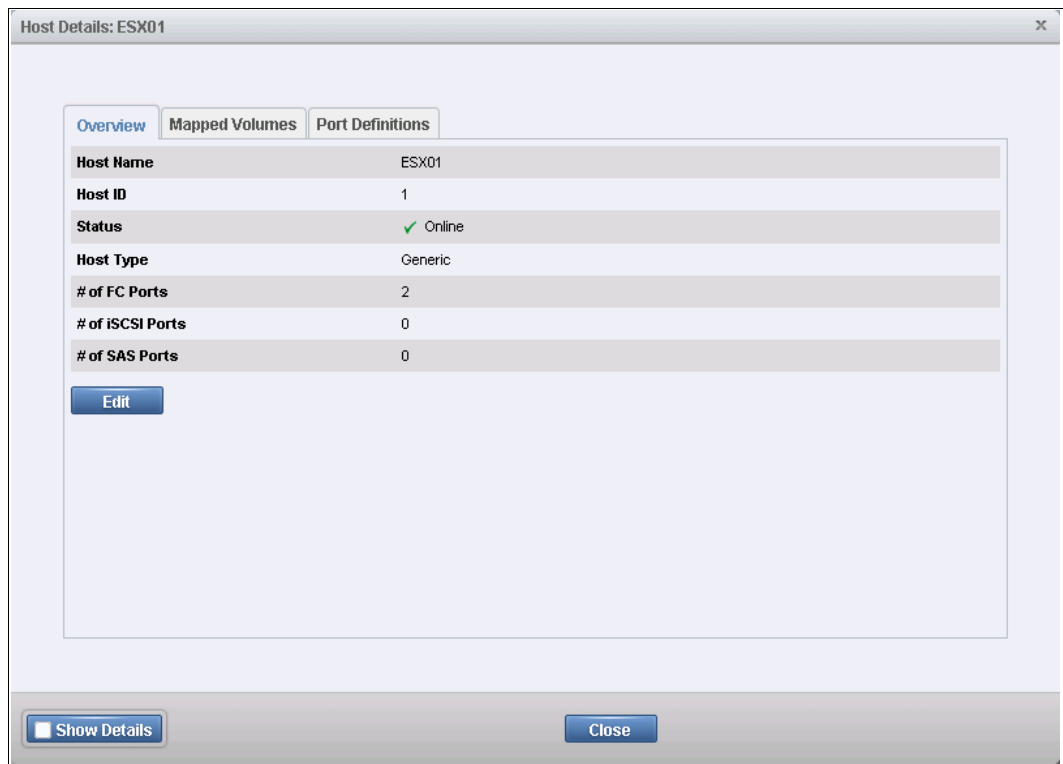 Host Details: ESX01 x
Overview Mapped Volumes Port Definitions
Host Name ESX01
Host ID 1
Status Online
Host Type Generic
# of FC Ports 2
# of iSCSI Ports 0
# of SAS Ports 0
Edit
Show Details Close